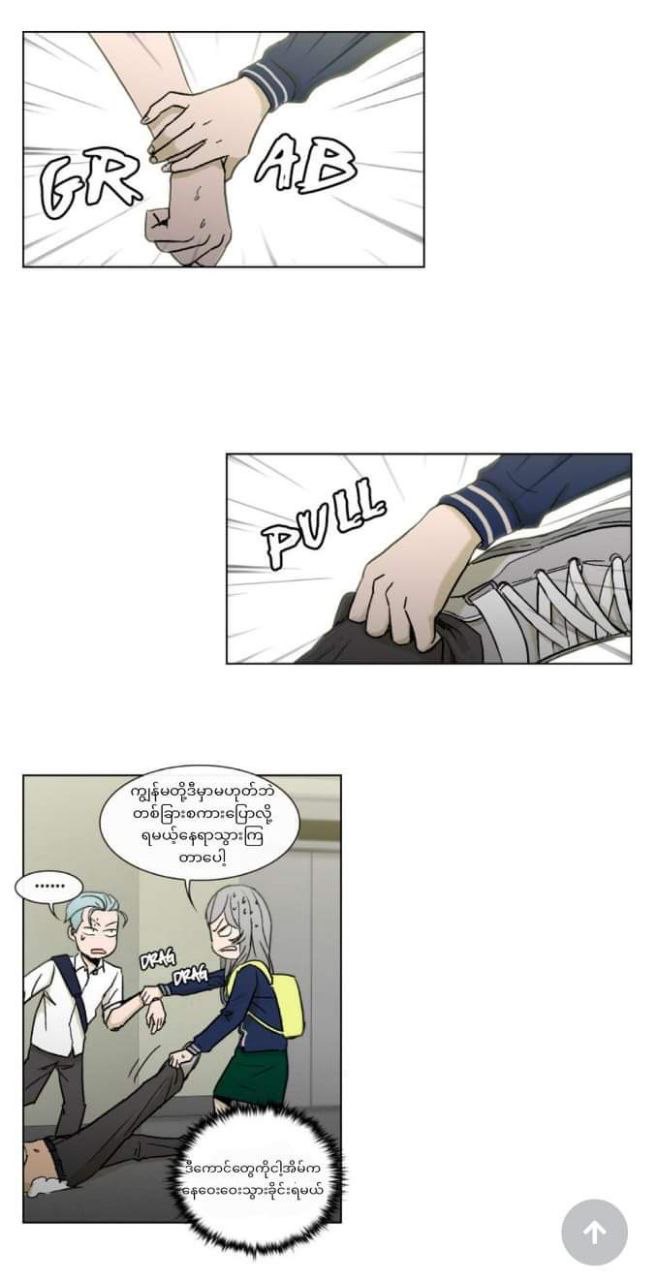 GRAB
PULL
ကျွန်မတို့ဒီမှာမဟုတ်ဘဲ
တစ်ခြားစကားပြောလို့
ရမယ့်နေရာသွားကြ
တာပေါ့
......
DRAG
DRAG
ဒီကောင်တွေကိုငါ့အိမ်က
နေဝေးဝေးသွားခိုင်းရမယ်